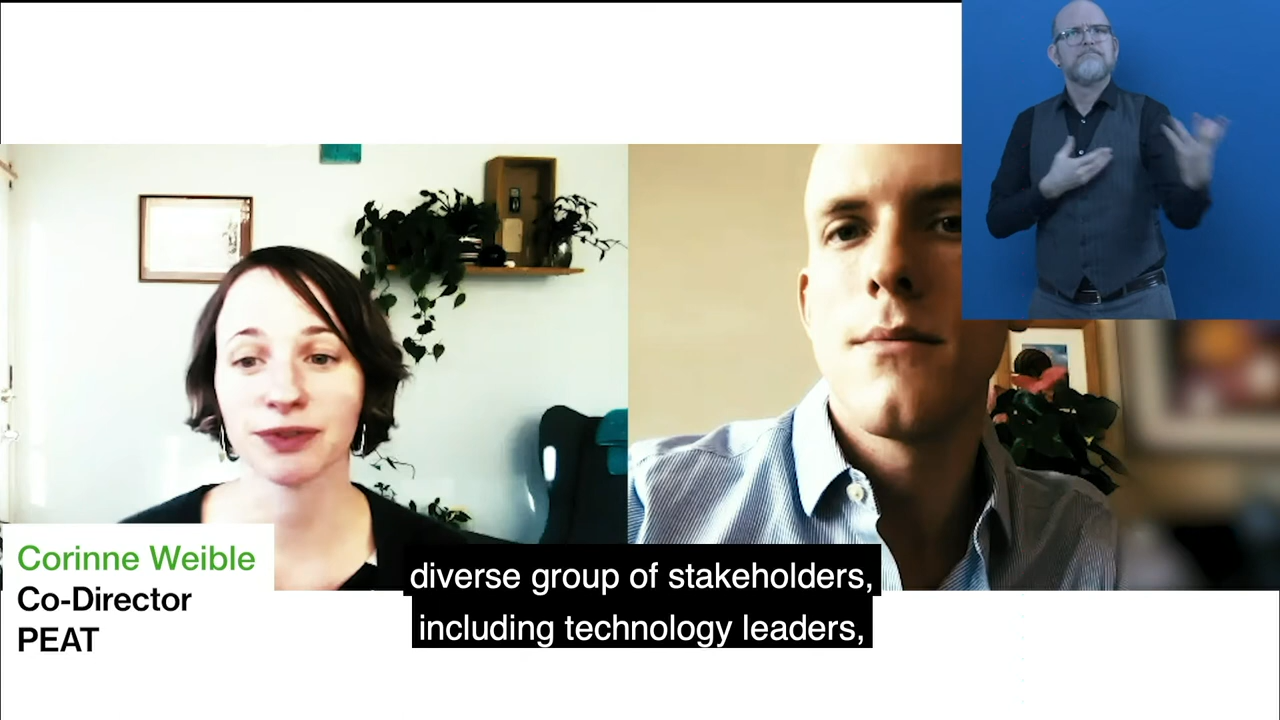 Corinne Weible
Co-Director
PEAT
diverse group of stakeholders,
including technology leaders,